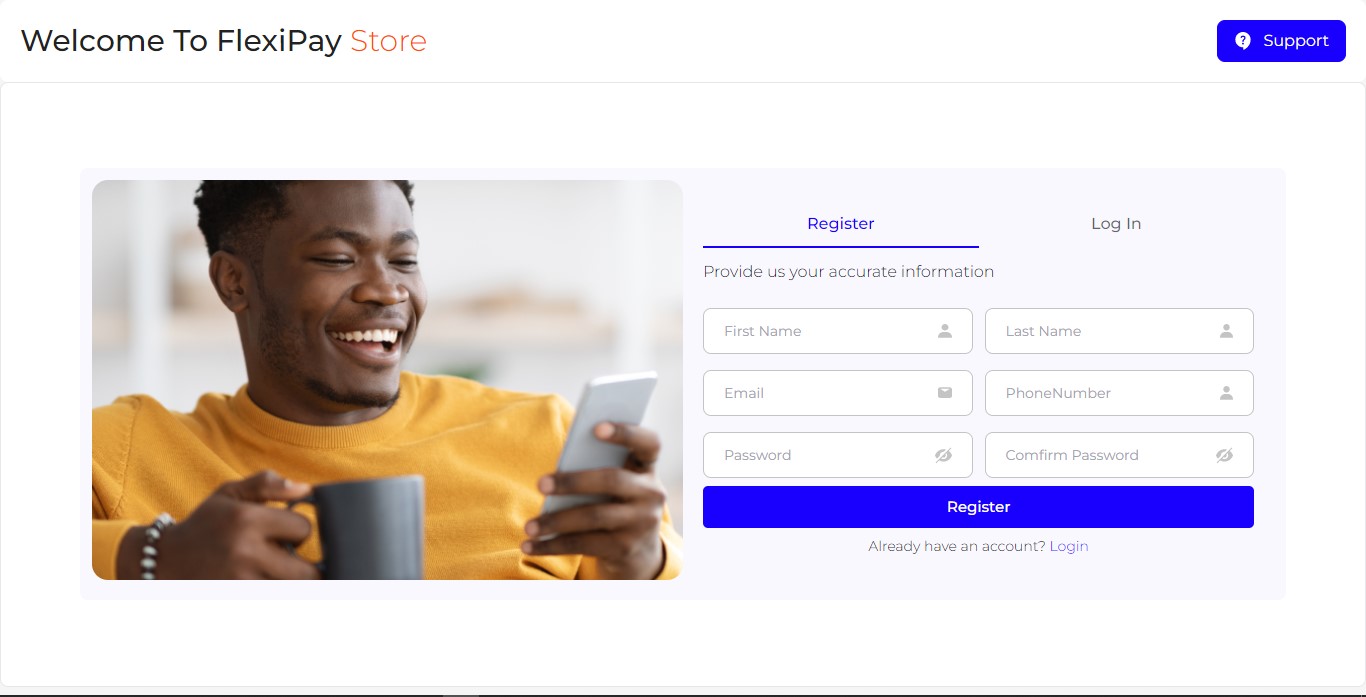 Welcome To FlexiPay Store
Support
Register
Log In
Provide us your accurate information
First Name
Last Name
Email
PhoneNumber
Password
Comfirm Password
Register
Already have an account? Login